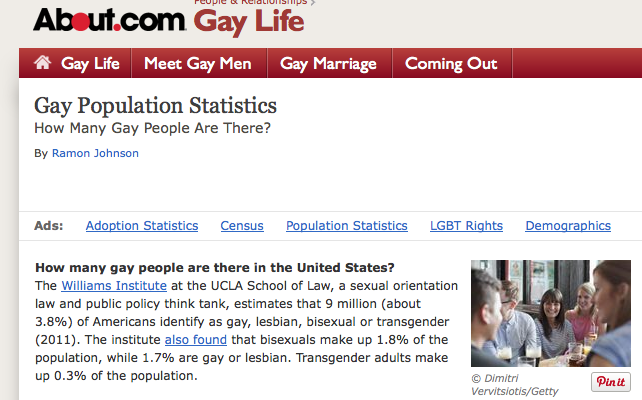 People & Relationships >
About.com Gay Life
Gay Life Meet Gay Men Gay Marriage Coming Out
Gay Population Statistics
How Many Gay People Are There?
By Ramon Johnson
Ads: Adoption Statistics Census Population Statistics LGBT Rights Demographics
How many gay people are there in the United States?
The Williams Institute at the UCLA School of Law, a sexual orientation
law and public policy think tank, estimates that 9 million (about
3.8%) of Americans identify as gay, lesbian, bisexual or transgender
(2011). The institute also found that bisexuals make up 1.8% of the
population, while 1.7% are gay or lesbian. Transgender adults make
up 0.3% of the population.
© Dimitri
Vervitsiotis/Getty
Pin it